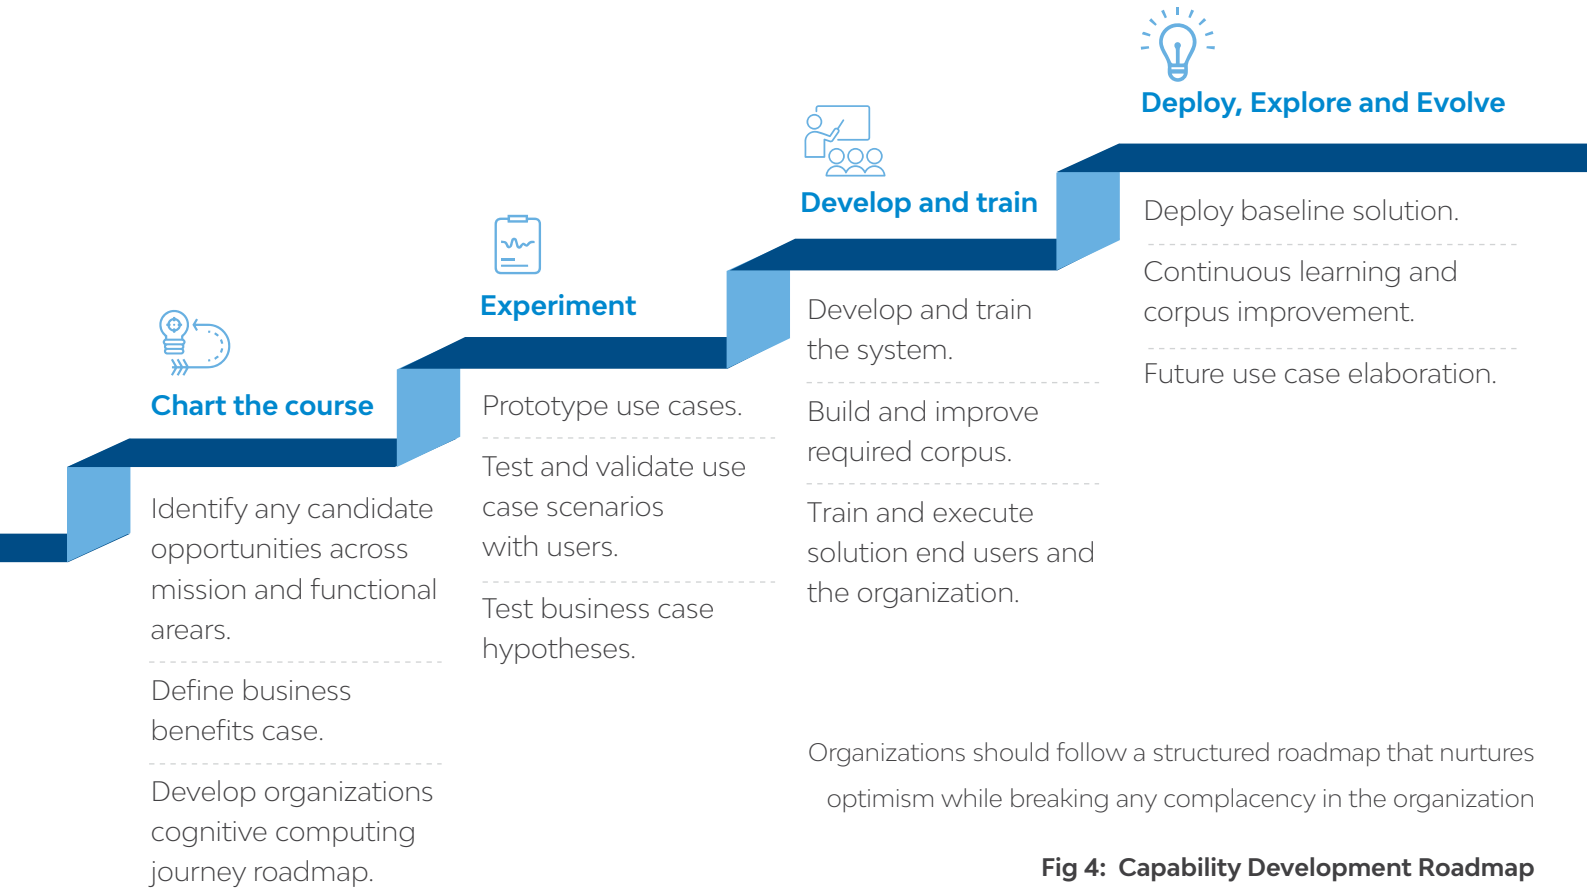 Chart the course
Identify any candidate
opportunities across
mission and functional
arears.
Define business
benefits case.
Develop organizations
cognitive computing
journey roadmap.
Experiment
Prototype use cases.
Test and validate use
case scenarios
with users.
Test business case
hypotheses.
Develop and train
Develop and train
the system.
Build and improve
required corpus.
Train and execute
solution end users and
the organization.
Deploy, Explore and Evolve
Deploy baseline solution.
Continuous learning and
corpus improvement.
Future use case elaboration.
Organizations should follow a structured roadmap that nurtures
optimism while breaking any complacency in the organization
Fig 4: Capability Development Roadmap